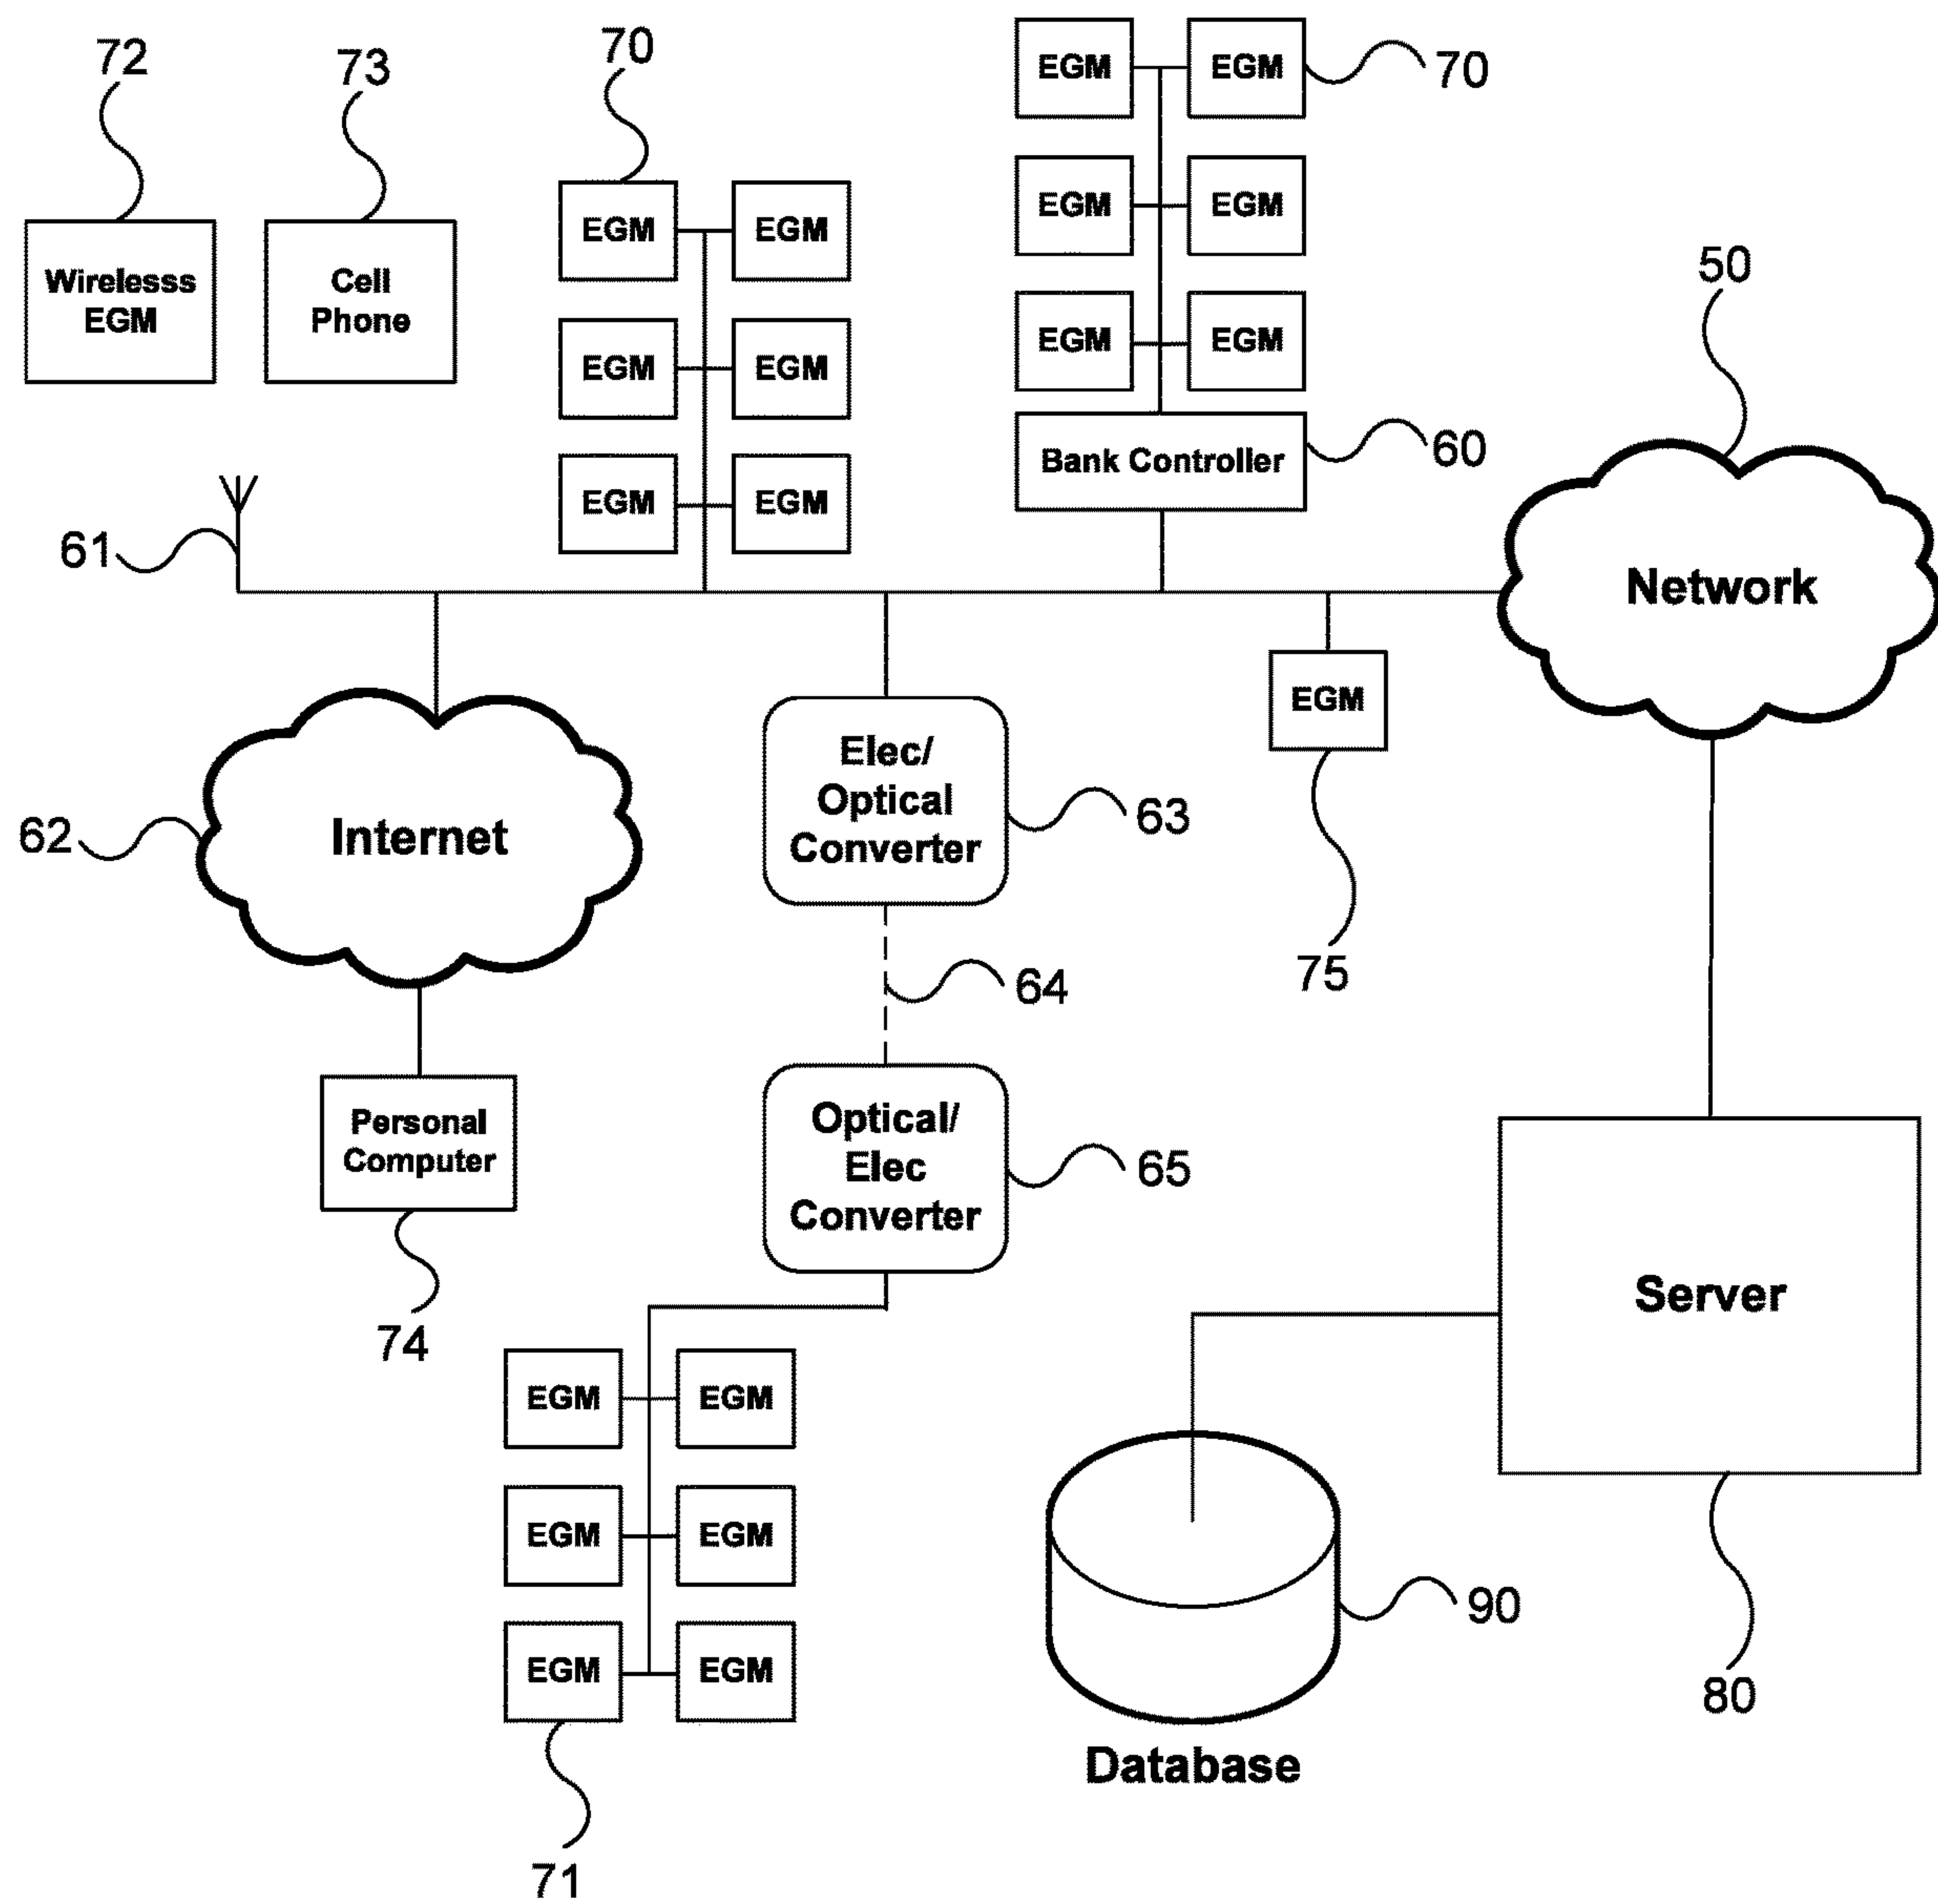 72
73
70
EGM
EGM
70
Wirelesss
EGM
Cell
Phone
EGM
EGM
EGM
EGM
EGM
EGM
EGM
EGM
EGM
EGM
50
Bank Controller
60
61
Network
EGM
75
62
Internet
Elec/
Optical
Converter
63
64
Personal
Computer
74
Optical/
Elec
Converter
65
EGM
EGM
EGM
EGM
EGM
EGM
71
Server
80
90
Database